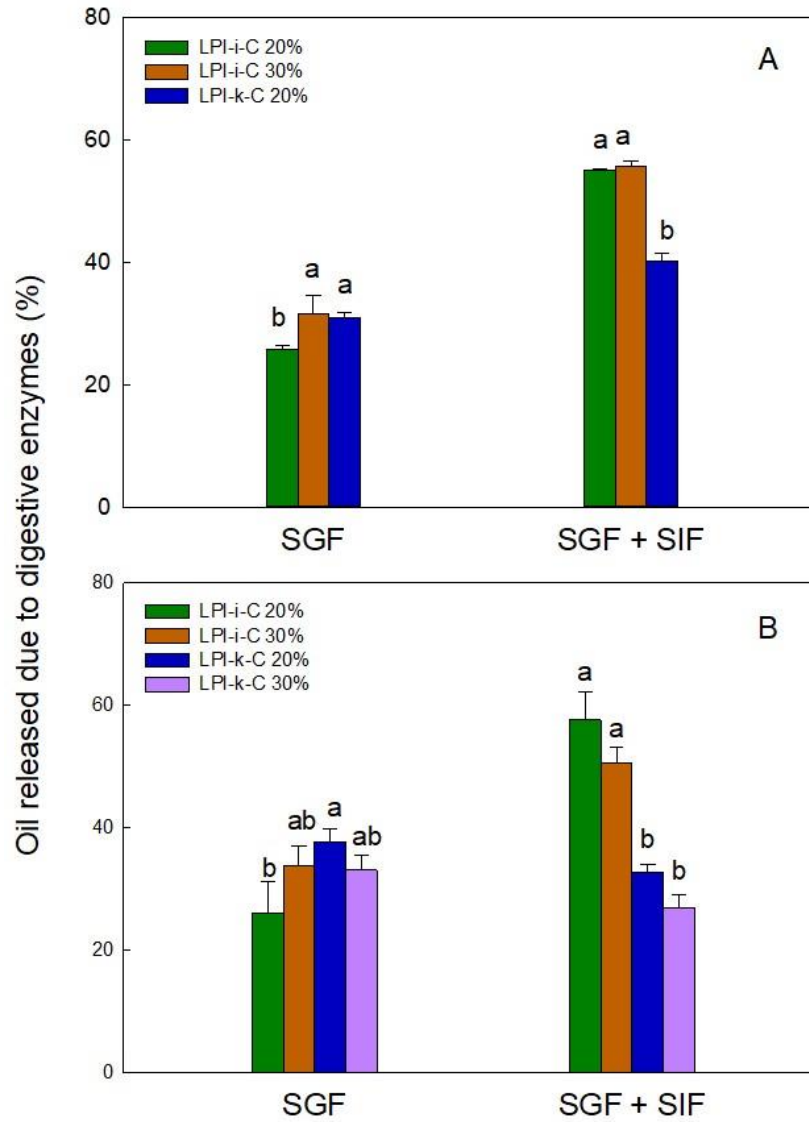 Oil released due to digestive enzymes (%)
80
60
40
20
0
LPI-i-C 20%
LPI-i-C 30%
LPI-k-C 20%
A
b
a
a
a
a
b
SGF
SGF + SIF
80
60
40
20
0
LPI-i-C 20%
LPI-i-C 30%
LPI-k-C 20%
LPI-k-C 30%
B
b
ab
a
ab
a
a
b
b
SGF
SGF + SIF